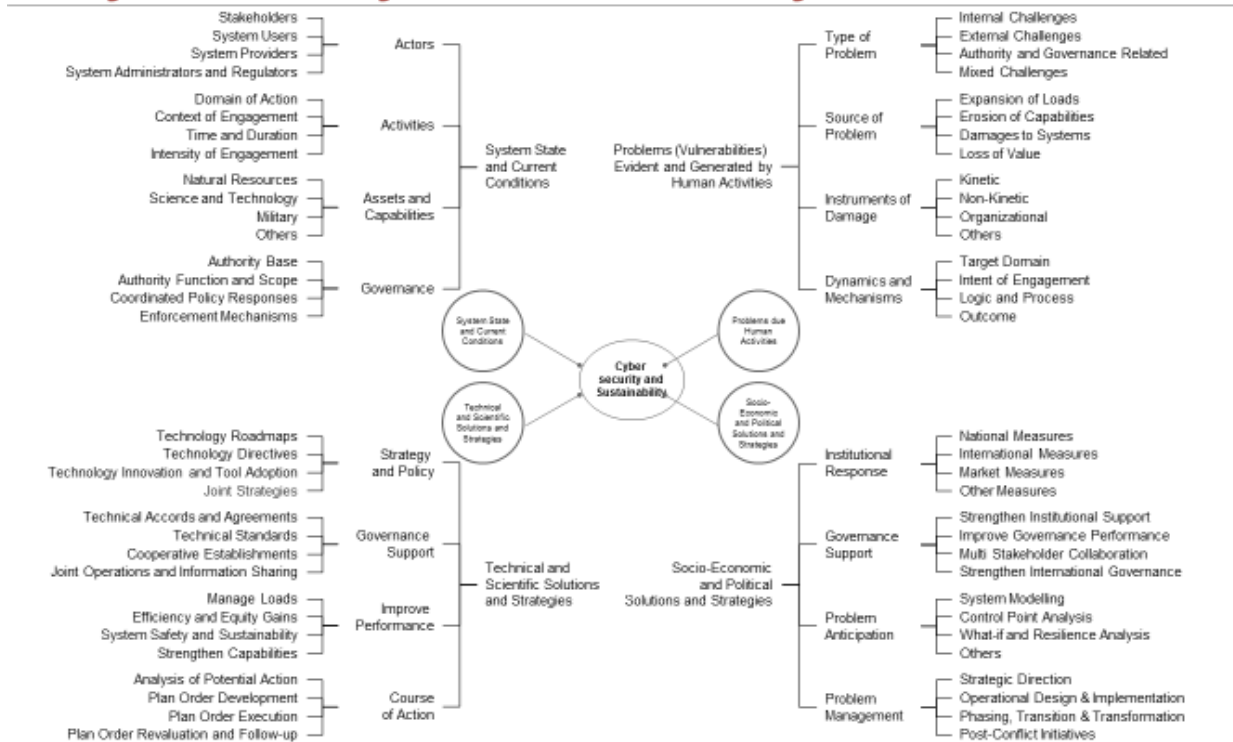 Stakeholders
System Users
System Providers
System Administrators and Regulators
Actors
Domain of Action
Context of Engagement
Time and Duration
Intensity of Engagement
Activities
Natural Resources
Science and Technology
Military
Others
Assets and
Capabilities
Authority Base
Authority Function and Scope
Coordinated Policy Responses
Enforcement Mechanisms
Governance
System State
and Current
Conditions
Problems (Vulnerabilities)
Evident and Generated by
Human Activities
Type of
Problem
Internal Challenges
External Challenges
Authority and Governance Related
Mixed Challenges
Source of
Problem
Expansion of Loads
Erosion of Capabilities
Damages to Systems
Loss of Value
Instruments of
Damage
Kinetic
Non-Kinetic
Organizational
Others
Dynamics and
Mechanisms
Target Domain
Intent of Engagement
Logic and Process
Outcome
System State
and Current
Conditions
Problems due
Human
Activities
Cyber
security and
Sustainability
Technical
and Scientific
Solutions and
Strategies
Socio-
Economic
and Political
Solutions and
Strategies
Technology Roadmaps
Technology Directives
Technology Innovation and Tool Adoption
Joint Strategies
Strategy
and Policy
Technical Accords and Agreements
Technical Standards
Cooperative Establishments
Joint Operations and Information Sharing
Governance
Support
Manage Loads
Efficiency and Equity Gains
System Safety and Sustainability
Strengthen Capabilities
Improve
Performance
Analysis of Potential Action
Plan Order Development
Plan Order Execution
Plan Order Revaluation and Follow-up
Course
of Action
Technical and
Scientific Solutions
and Strategies
Socio-Economic
and Political
Solutions and Strategies
Institutional
Response
National Measures
International Measures
Market Measures
Other Measures
Governance
Support
Strengthen Institutional Support
Improve Governance Performance
Multi Stakeholder Collaboration
Strengthen International Governance
Problem
Anticipation
System Modelling
Control Point Analysis
What-if and Resilience Analysis
Others
Problem
Management
Strategic Direction
Operational Design & Implementation
Phasing, Transition & Transformation
Post-Conflict Initiatives